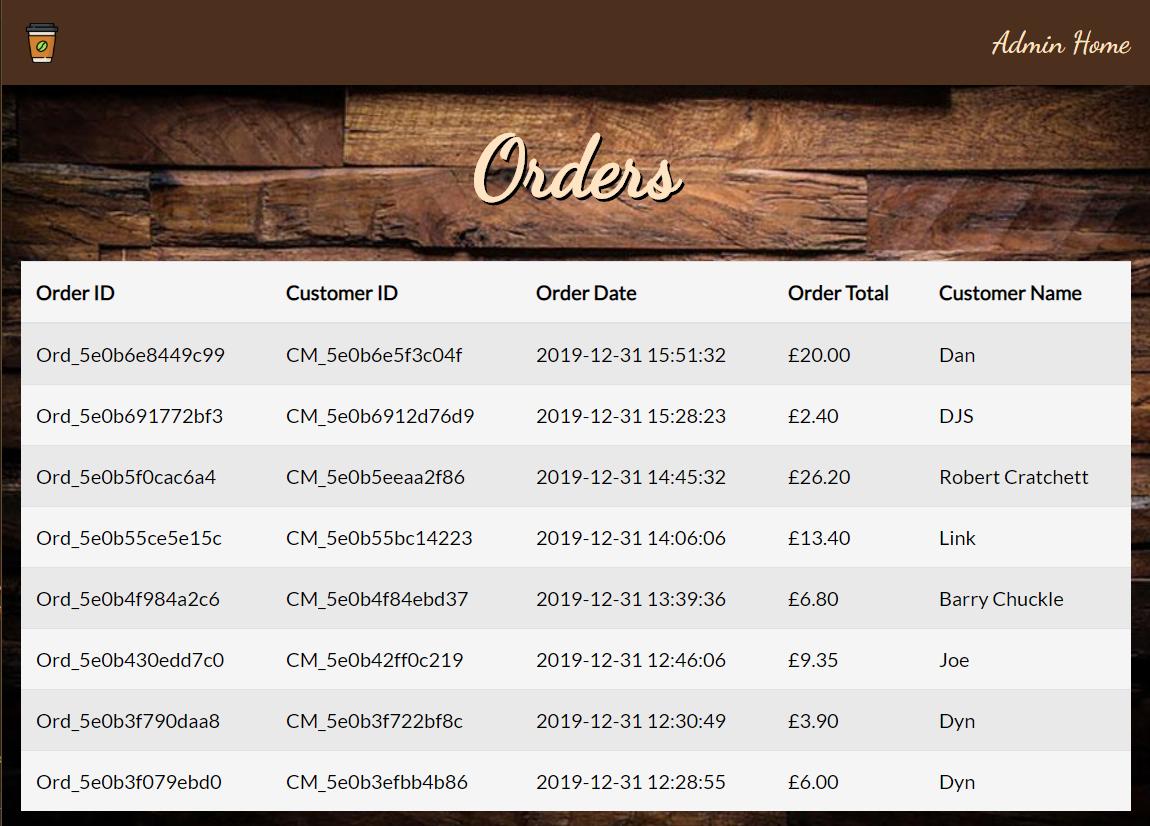 Admin Home
Orders
Order ID Customer ID Order Date Order Total Customer Name
Ord_5e0b6e8449c99 CM_5e0b6e5f3c04f 2019-12-31 15:51:32 £20.00 Dan
Ord_5e0b691772bf3 CM_5e0b6912d76d9 2019-12-31 15:28:23 £2.40 DJS
Ord_5e0b5f0cac6a4 CM_5e0b5eeaa2f86 2019-12-31 14:45:32 £26.20 Robert Cratchett
Ord_5e0b55ce5e15c CM_5e0b55bc14223 2019-12-31 14:06:06 £13.40 Link
Ord_5e0b4f984a2c6 CM_5e0b4f84ebd37 2019-12-31 13:39:36 £6.80 Barry Chuckle
Ord_5e0b430edd7c0 CM_5e0b42ff0c219 2019-12-31 12:46:06 £9.35 Joe
Ord_5e0b3f790daa8 CM_5e0b3f722bf8c 2019-12-31 12:30:49 £3.90 Dyn
Ord_5e0b3f079ebd0 CM_5e0b3efbb4b86 2019-12-31 12:28:55 £6.00 Dyn